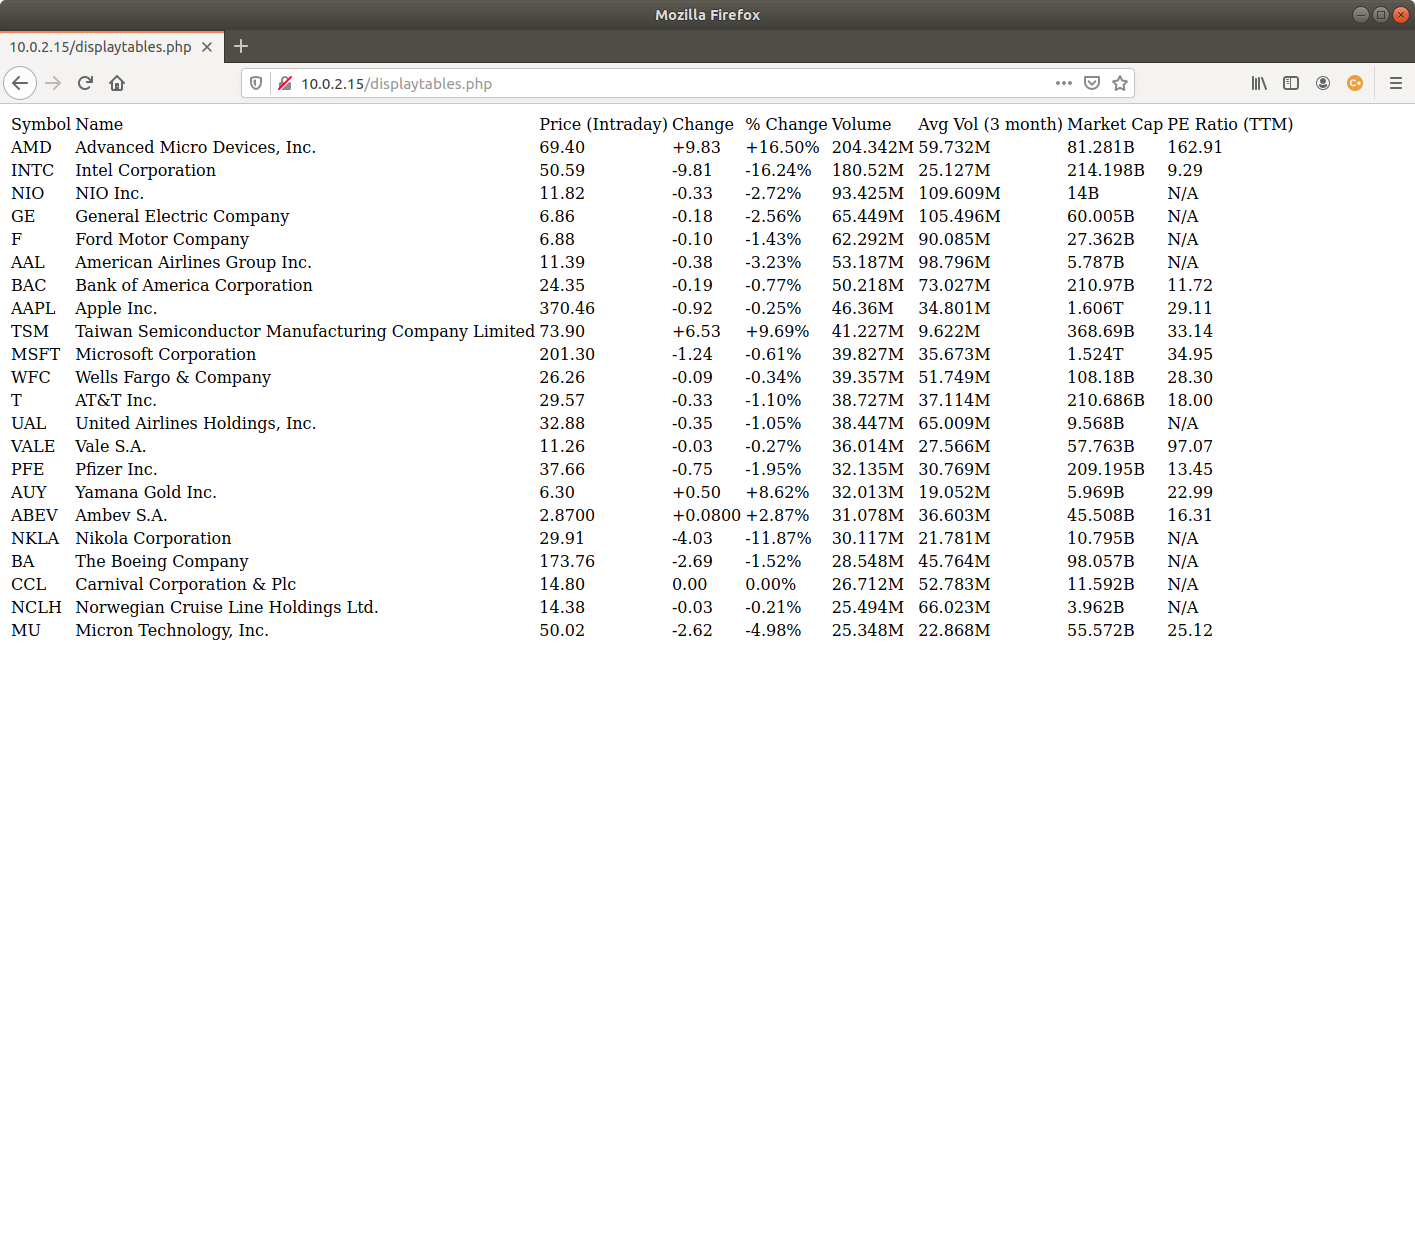 Mozilla Firefox
10.0.2.15/displaytables.php
10.0.2.15/displaytables.php
Symbol Name Price (Intraday) Change % Change Volume Avg Vol (3 month) Market Cap PE Ratio (TTM)
AMD Advanced Micro Devices, Inc. 69.40 +9.83 +16.50% 204.342M 59.732M 81.281B 162.91
INTC Intel Corporation 50.59 -9.81 -16.24% 180.52M 25.127M 214.198B 9.29
NIO NIO Inc. 11.82 -0.33 -2.72% 93.425M 109.609M 14B N/A
GE General Electric Company 6.86 -0.18 -2.56% 65.449M 105.496M 60.005B N/A
F Ford Motor Company 6.88 -0.10 -1.43% 62.292M 90.085M 27.362B N/A
AAL American Airlines Group Inc. 11.39 -0.38 -3.23% 53.187M 98.796M 5.787B N/A
BAC Bank of America Corporation 24.35 -0.19 -0.77% 50.218M 73.027M 210.97B 11.72
AAPL Apple Inc. 370.46 -0.92 -0.25% 46.36M 34.801M 1.606T 29.11
TSM Taiwan Semiconductor Manufacturing Company Limited 73.90 +6.53 +9.69% 41.227M 9.622M 368.69B 33.14
MSFT Microsoft Corporation 201.30 -1.24 -0.61% 39.827M 35.673M 1.524T 34.95
WFC Wells Fargo & Company 26.26 -0.09 -0.34% 39.357M 51.749M 108.18B 28.30
T AT&T Inc. 29.57 -0.33 -1.10% 38.727M 37.114M 210.686B 18.00
UAL United Airlines Holdings, Inc. 32.88 -0.35 -1.05% 38.447M 65.009M 9.568B N/A
VALE Vale S.A. 11.26 -0.03 -0.27% 36.014M 27.566M 57.763B 97.07
PFE Pfizer Inc. 37.66 -0.75 -1.95% 32.135M 30.769M 209.195B 13.45
AUY Yamana Gold Inc. 6.30 +0.50 +8.62% 32.013M 19.052M 5.969B 22.99
ABEV Ambev S.A. 2.8700 +0.0800 +2.87% 31.078M 36.603M 45.508B 16.31
NKLA Nikola Corporation 29.91 -4.03 -11.87% 30.117M 21.781M 10.795B N/A
BA The Boeing Company 173.76 -2.69 -1.52% 28.548M 45.764M 98.057B N/A
CCL Carnival Corporation & Plc 14.80 0.00 0.00% 26.712M 52.783M 11.592B N/A
NCLH Norwegian Cruise Line Holdings Ltd. 14.38 -0.03 -0.21% 25.494M 66.023M 3.962B N/A
MU Micron Technology, Inc. 50.02 -2.62 -4.98% 25.348M 22.868M 55.572B 25.12